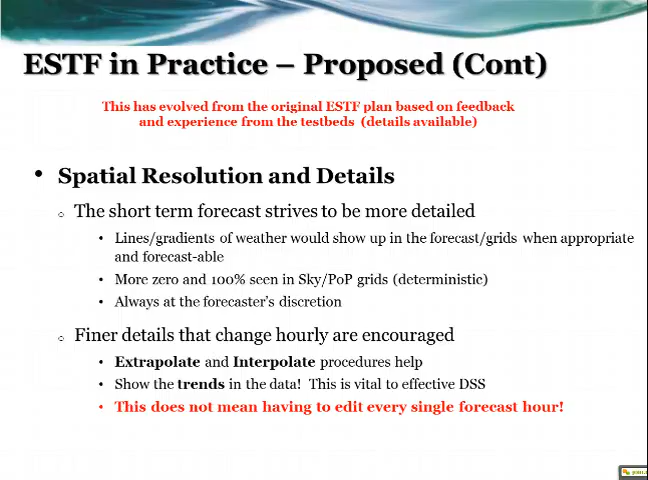 ESTF in Practice – Proposed (Cont)
This has evolved from the original ESTF plan based on feedback
and experience from the testbeds (details available)
• Spatial Resolution and Details
o The short term forecast strives to be more detailed
• Lines/gradients of weather would show up in the forecast/grids when appropriate
and forecast-able
• More zero and 100% seen in Sky/PoP grids (deterministic)
• Always at the forecaster's discretion
o Finer details that change hourly are encouraged
• Extrapolate and Interpolate procedures help
• Show the trends in the data! This is vital to effective DSS
• This does not mean having to edit every single forecast hour!